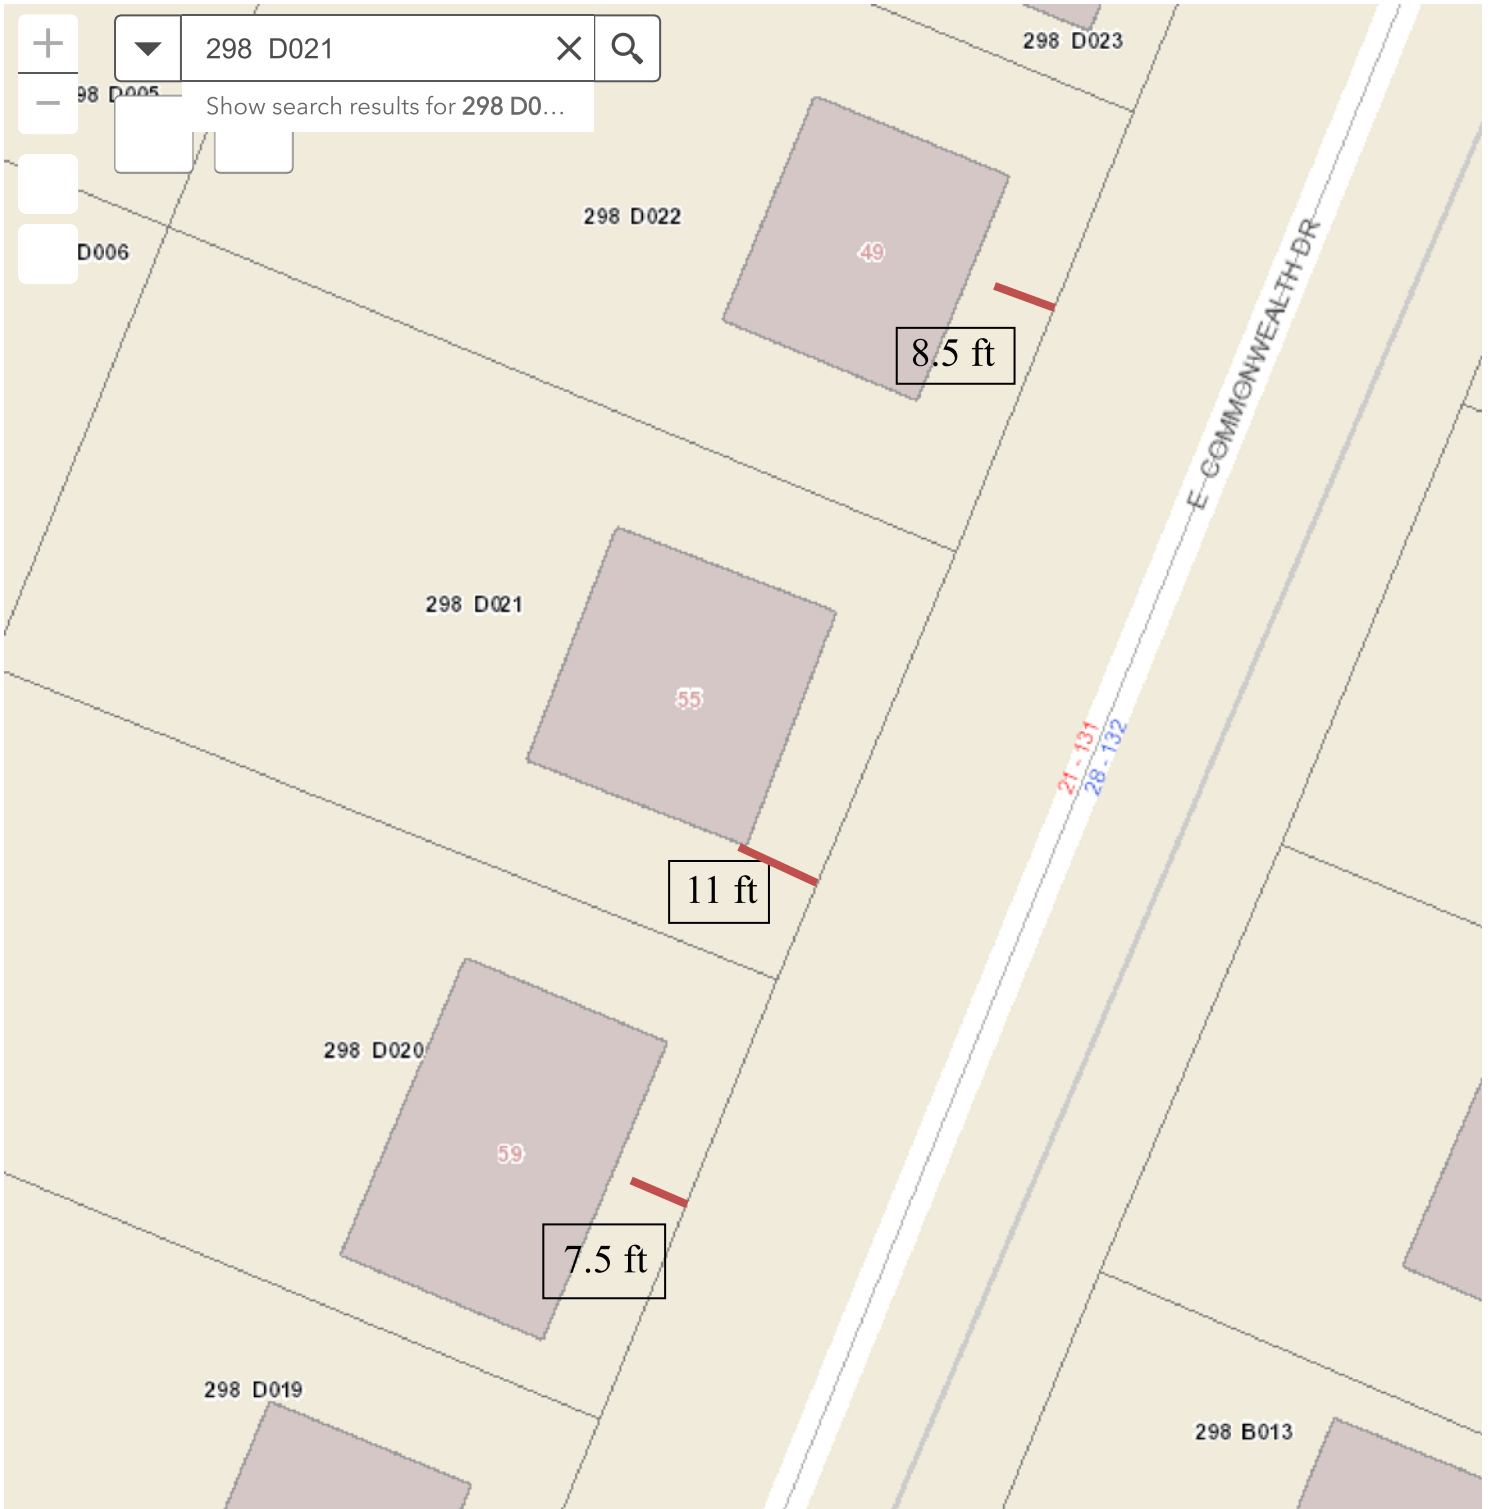 298 D021
Show search results for 298 D0...
298 D023
98 D005
298 D022
D006
49
8.5 ft
E COMMONWEALTH DR
298 D021
55
21 - 131
28 - 132
11 ft
298 D020
59
7.5 ft
298 D019
298 B013